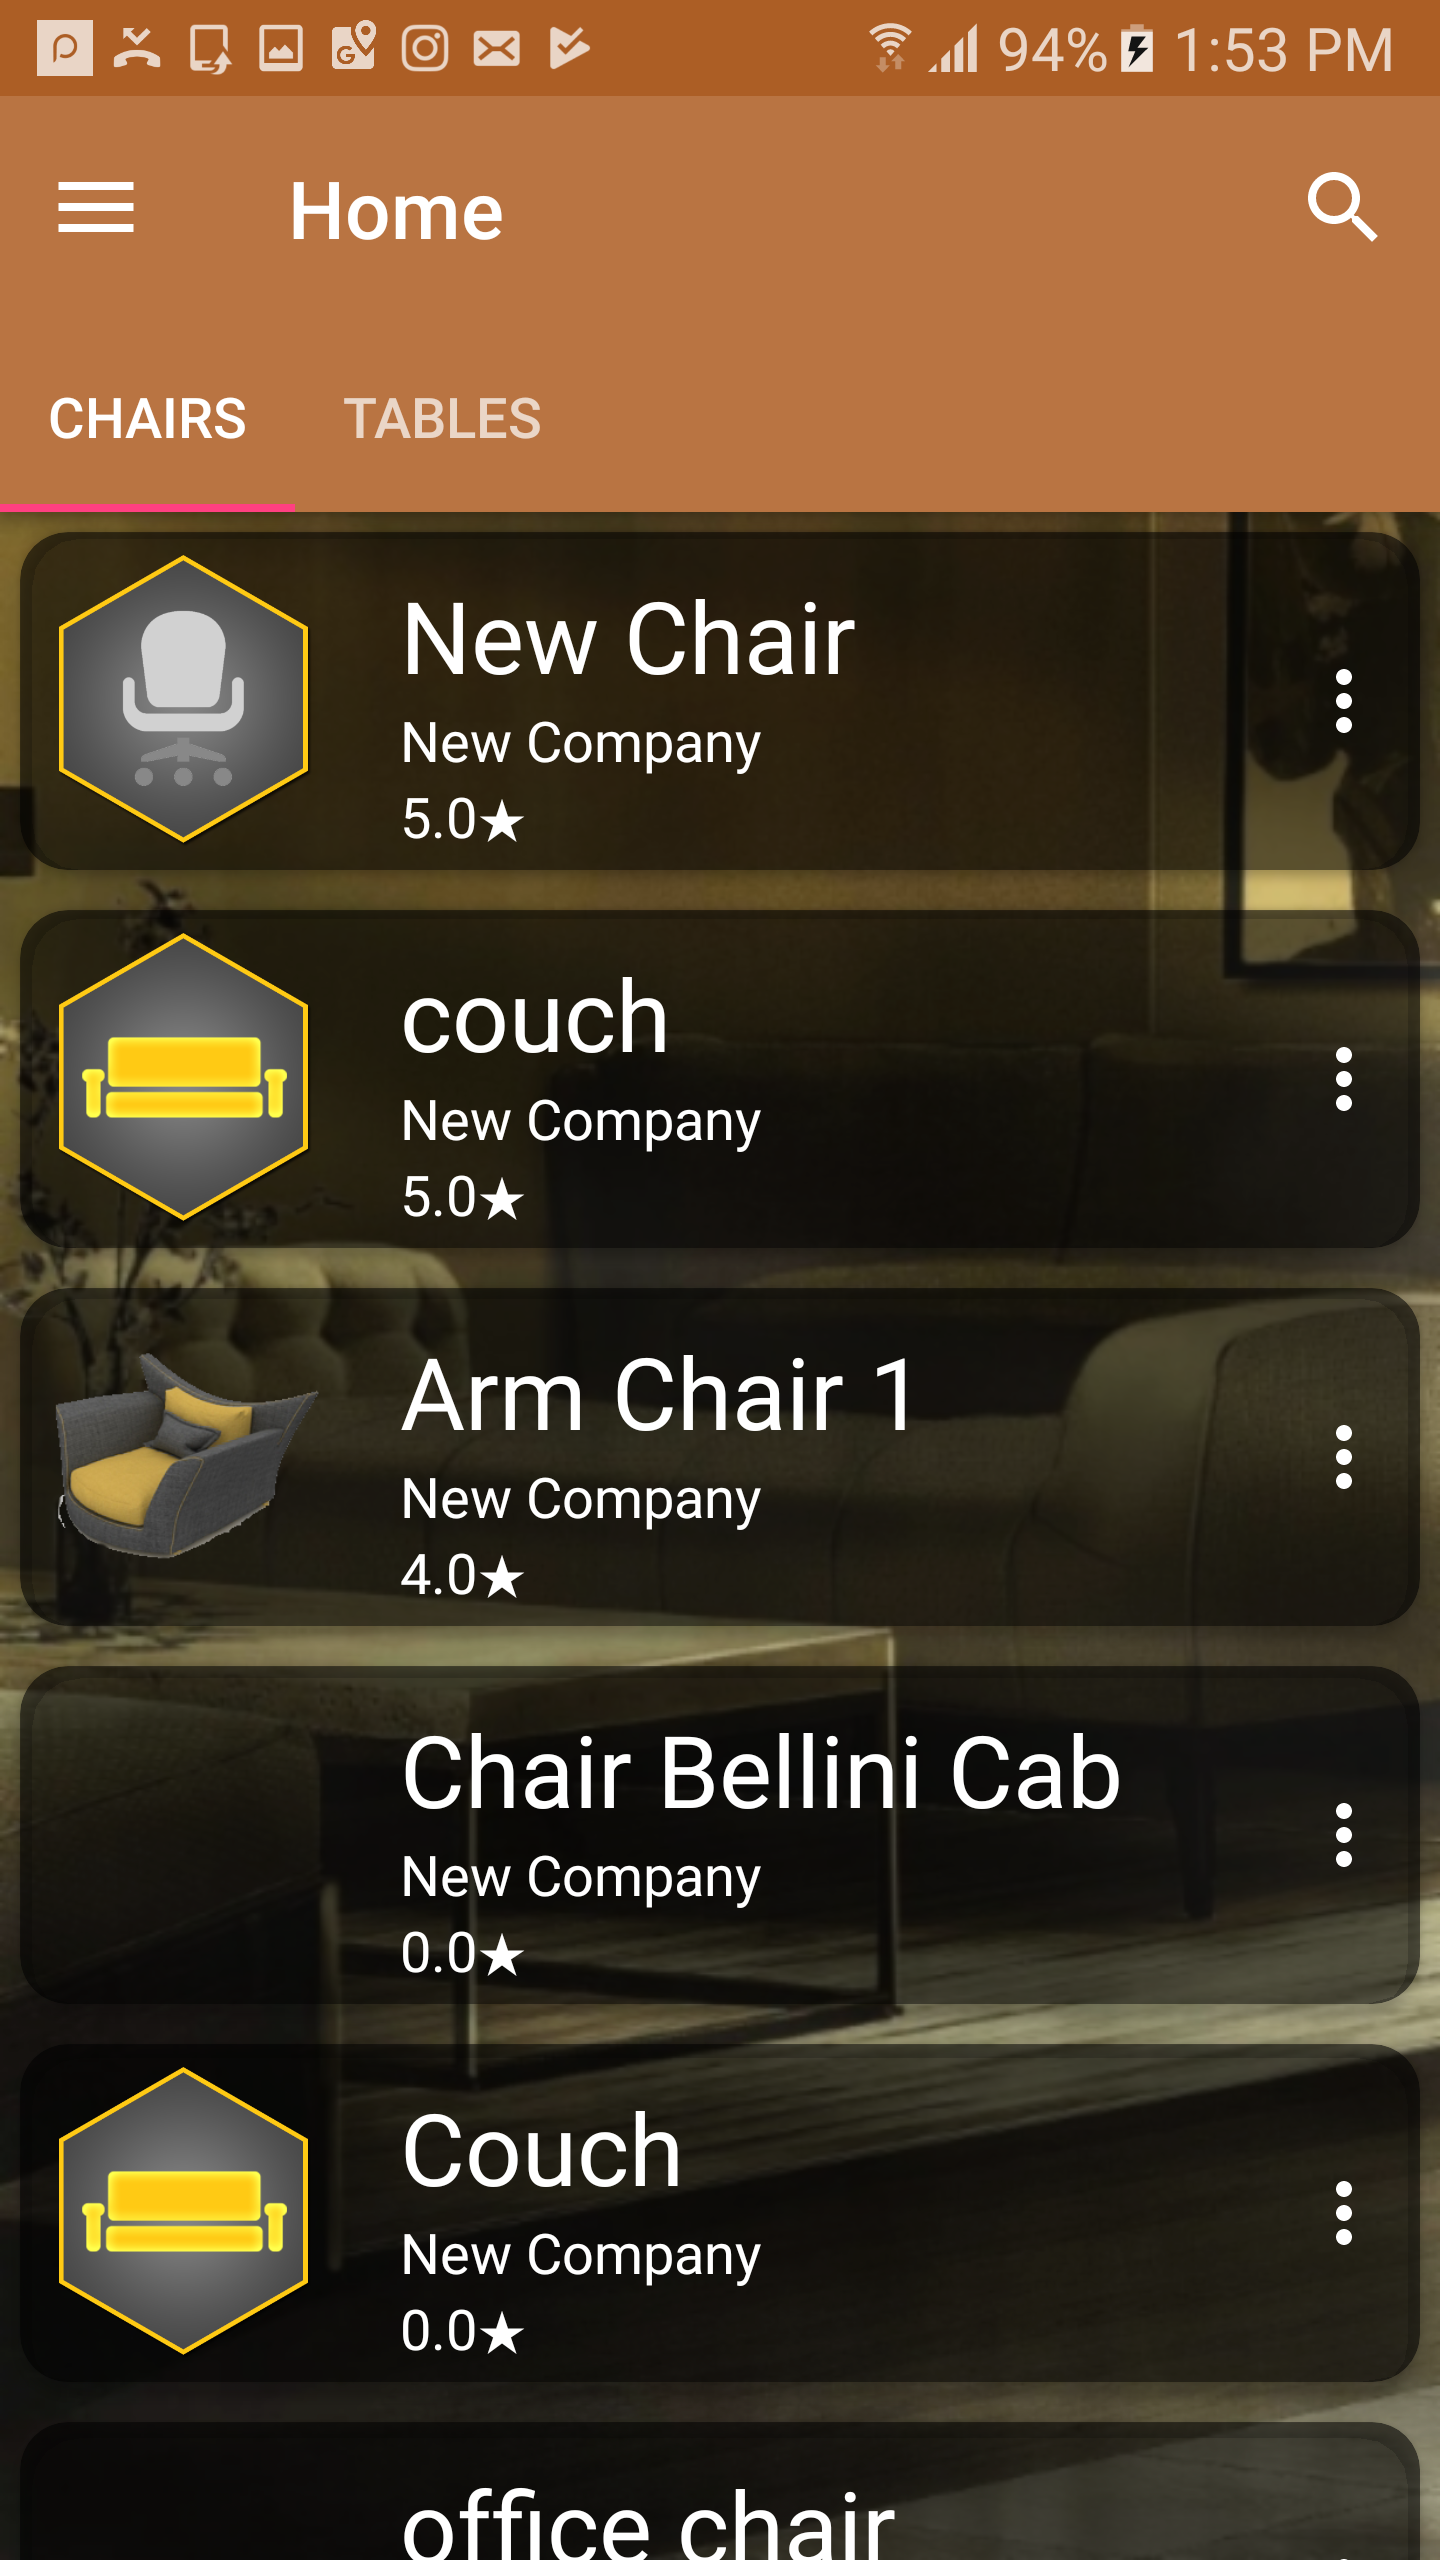 94% 1:53 PM
Home
CHAIRS TABLES
New Chair
New Company
5.0★
couch
New Company
5.0★
Arm Chair 1
New Company
4.0★
Chair Bellini Cab
New Company
0.0★
Couch
New Company
0.0★
office chair